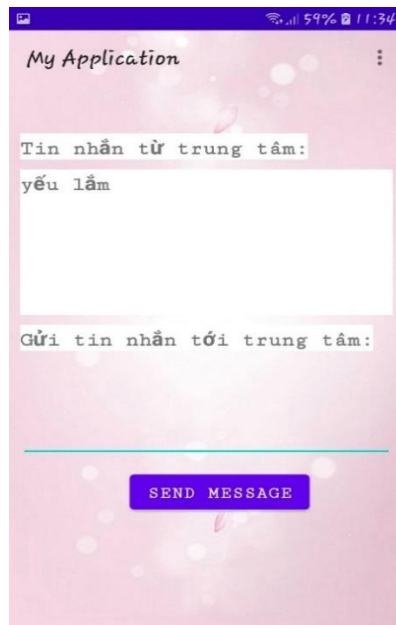 59% 11:34
My Application
Tin nhắn từ trung tâm:
yếu lắm
Gửi tin nhắn tới trung tâm:
SEND MESSAGE